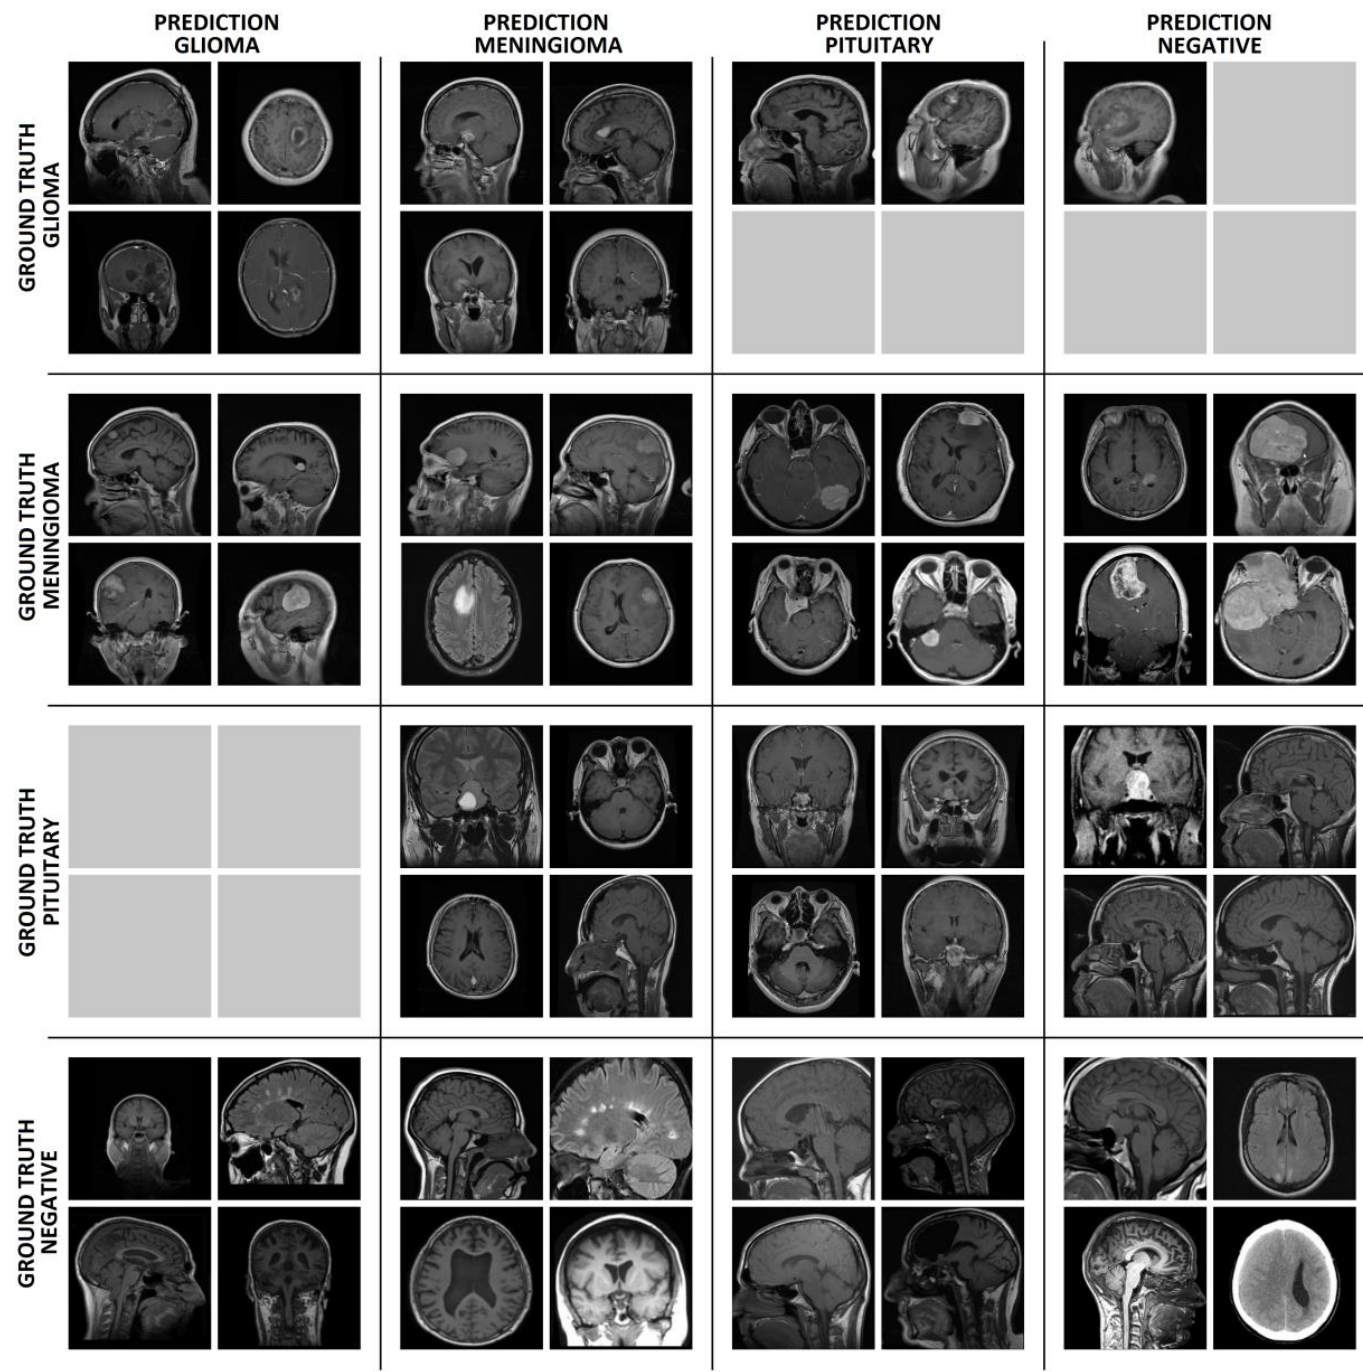 PREDICTION
GLIOMA
PREDICTION
MENINGIOMA
PREDICTION
PITUITARY
PREDICTION
NEGATIVE
GROUND TRUTH
GLIOMA
GROUND TRUTH
MENINGIOMA
GROUND TRUTH
PITUITARY
GROUND TRUTH
NEGATIVE